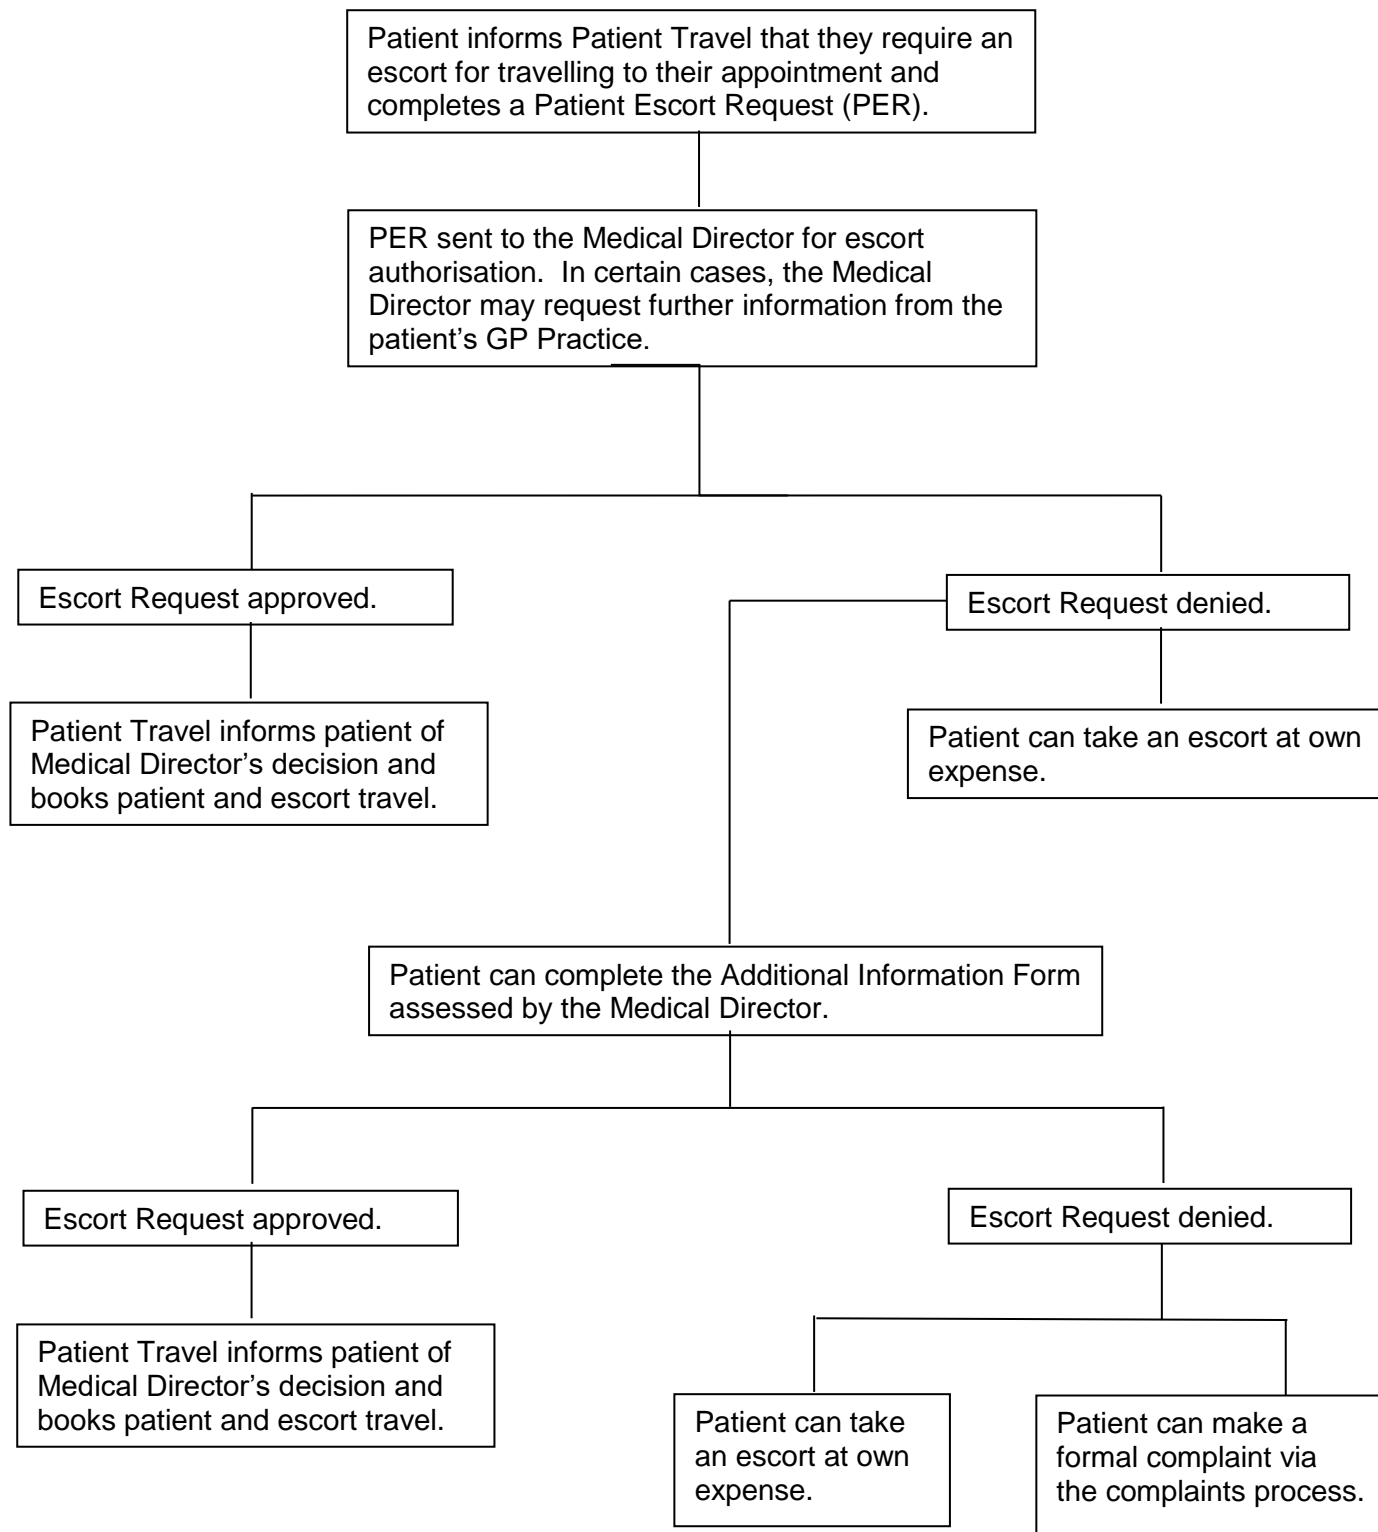 Patient informs Patient Travel that they require an
escort for travelling to their appointment and
completes a Patient Escort Request (PER).
PER sent to the Medical Director for escort
authorisation.  In certain cases, the Medical
Director may request further information from the
patient’s GP Practice.
Escort Request approved.
Escort Request denied.
Patient Travel informs patient of
Medical Director’s decision and
books patient and escort travel.
Patient can take an escort at own
expense.
Patient can complete the Additional Information Form
assessed by the Medical Director.
Escort Request approved.
Escort Request denied.
Patient Travel informs patient of
Medical Director’s decision and
books patient and escort travel.
Patient can take
an escort at own
expense.
Patient can make a
formal complaint via
the complaints process.